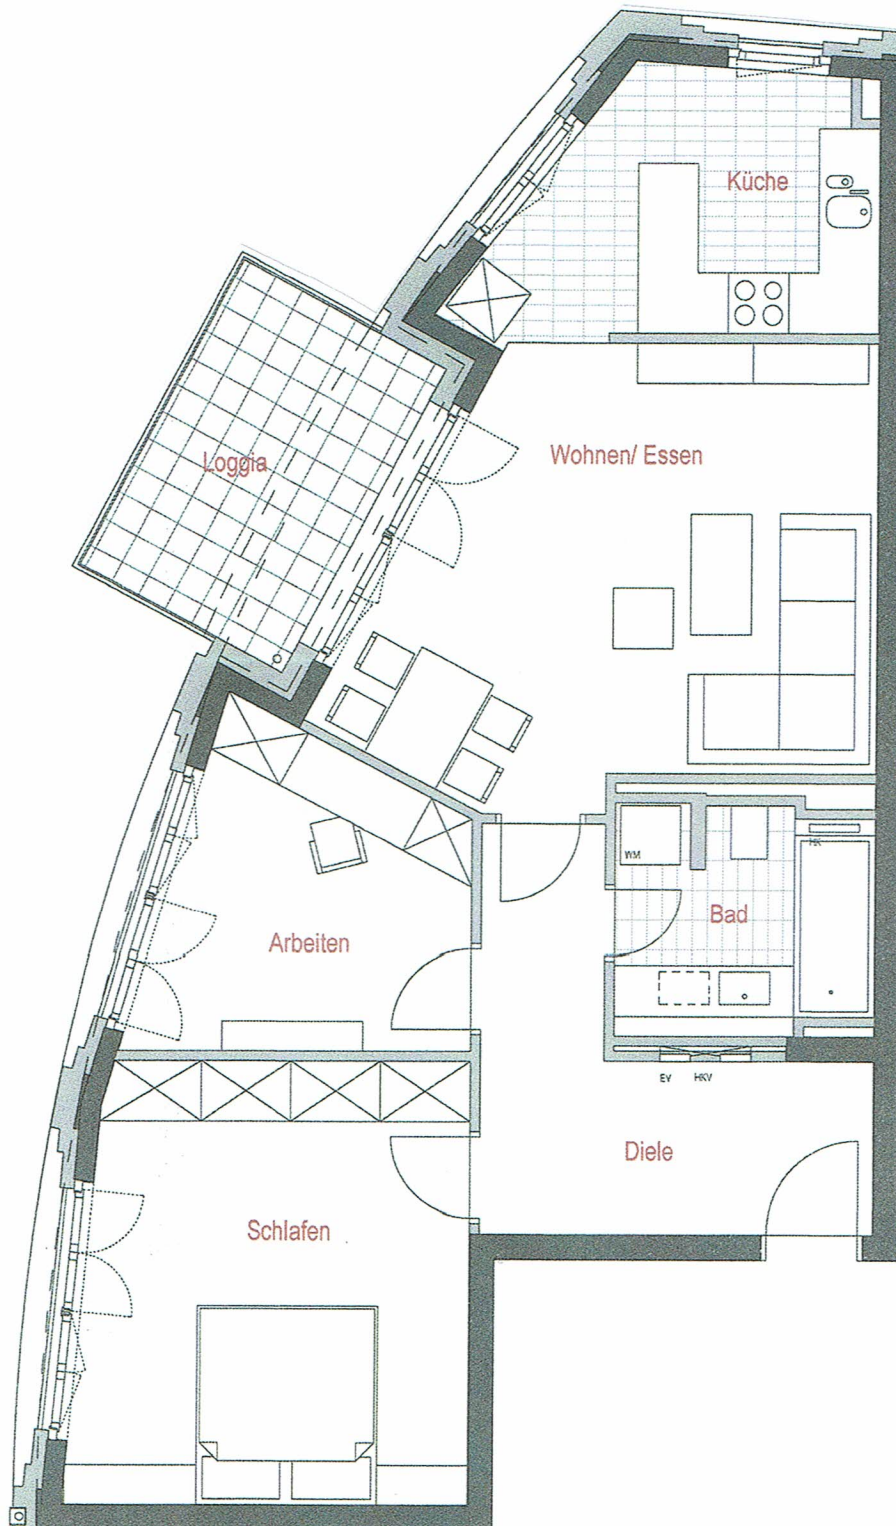 Küche
Wohnen/ Essen
Loggia
WM
HK
Bad
Arbeiten
EV
HKV
Diele
Schlafen